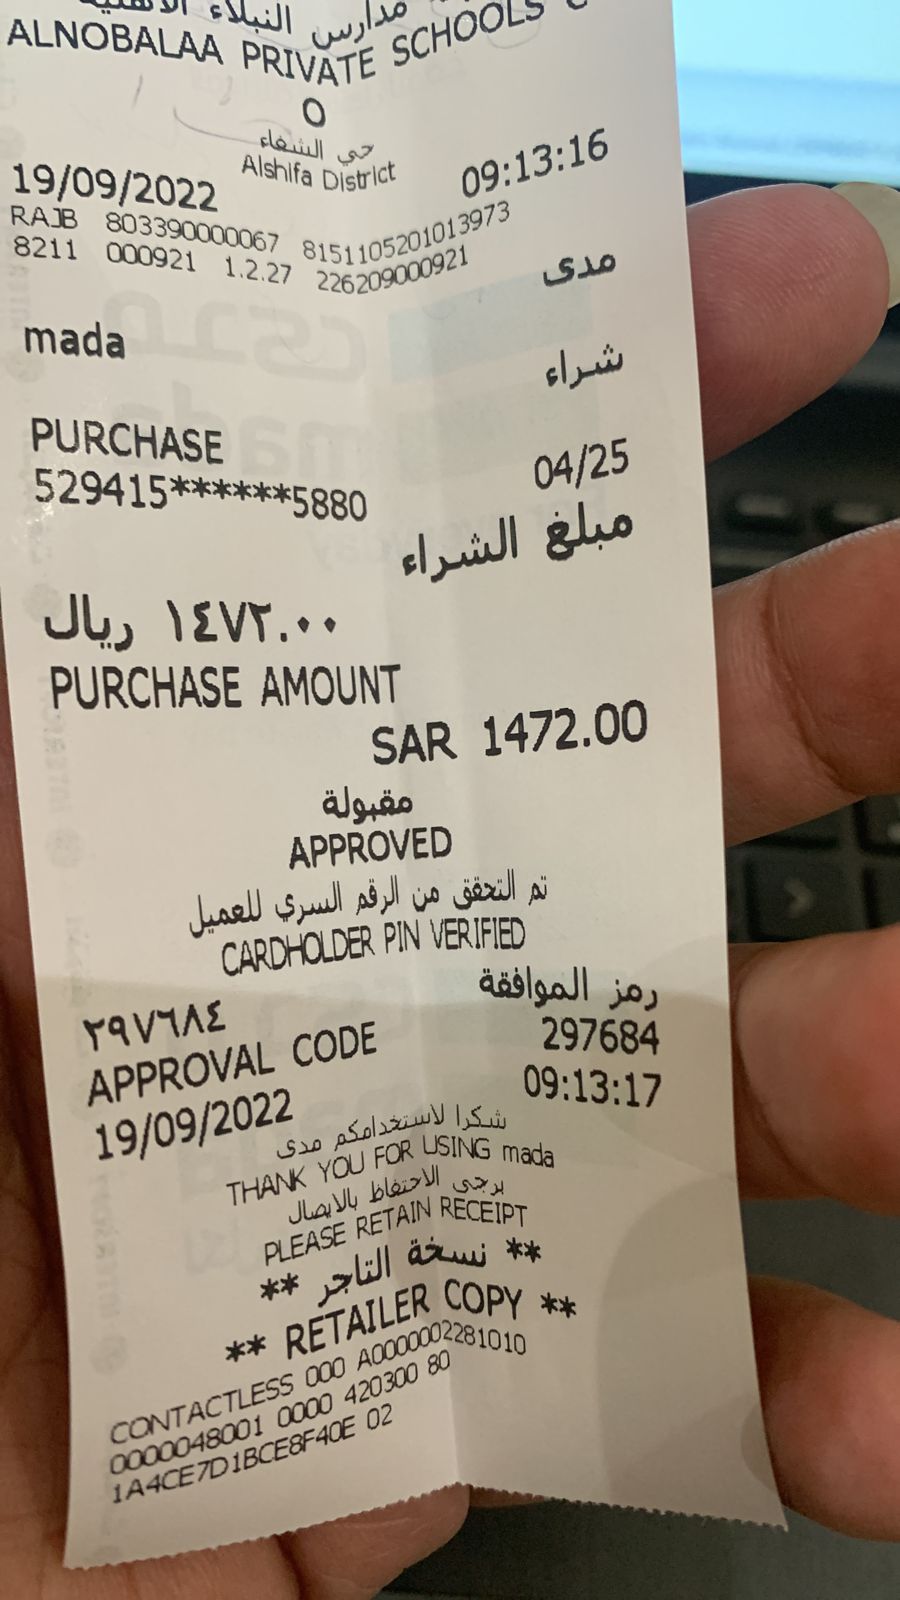 مدارس النبلاء الأهلية
ALNOBALAA PRIVATE SCHOOLS C
O
حي الشفاء
Alshifa District
19/09/2022 09:13:16
RAJB 803390000067 8151105201013973
8211 000921 1.2.27 226209000921
مدى
mada
شراء
PURCHASE
529415******5880 04/25
مبلغ الشراء
١٤٧٢.٠٠ ريال
PURCHASE AMOUNT
SAR 1472.00
مقبولة
APPROVED
تم التحقق من الرقم السري للعميل
CARDHOLDER PIN VERIFIED
رمز الموافقة
٢٩٧٦٨٤
APPROVAL CODE 297684
19/09/2022 09:13:17
شكرا لاستخدامكم مدى
THANK YOU FOR USING mada
يرجى الاحتفاظ بالايصال
PLEASE RETAIN RECEIPT
** نسخة التاجر **
** RETAILER COPY **
CONTACTLESS 000 A0000002281010
0000048001 0000 420300 80
1A4CE7D1BCE8F40E 02